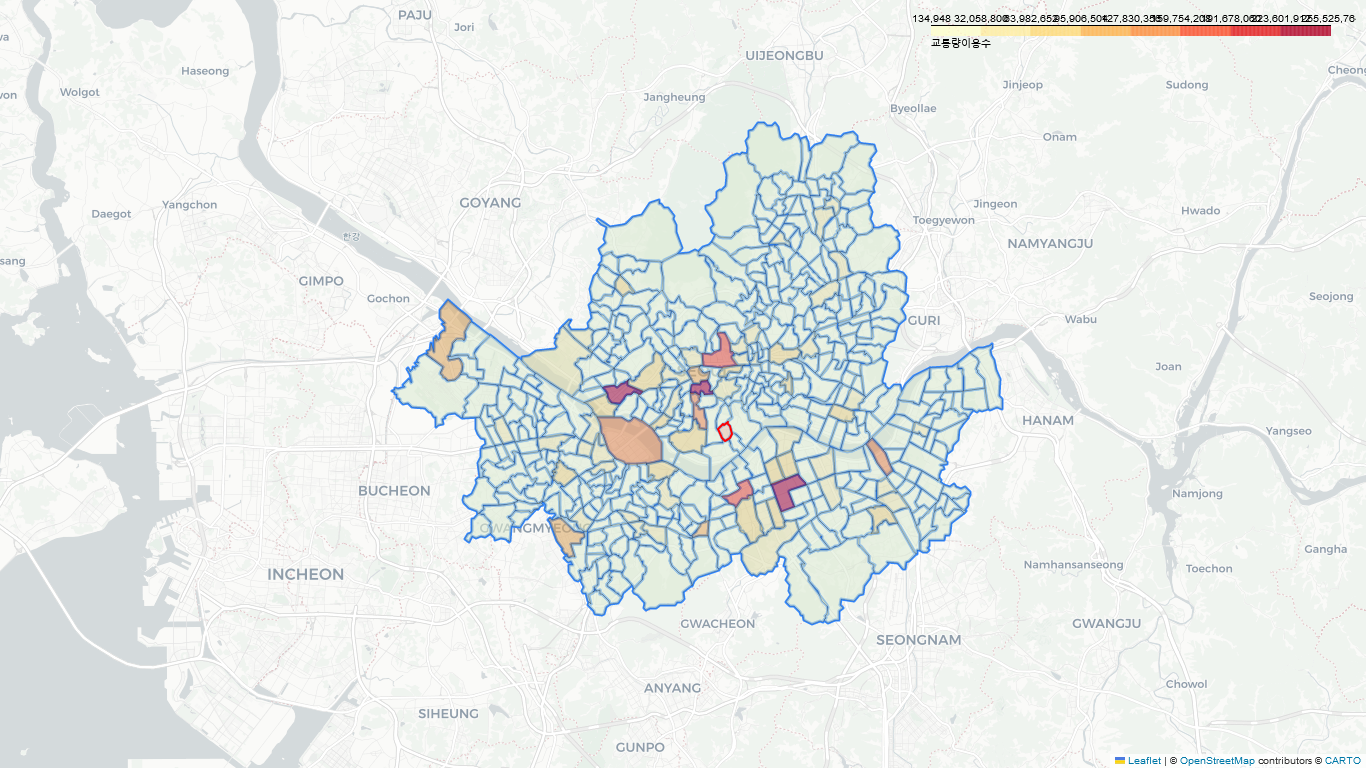 134,948 32,058,800 63,982,652 95,906,504 127,830,356 159,754,208 191,678,060 223,601,912 255,525,76
교통량이용수
PAJU
Jori
UIJEONGBU
Haseong
Wolgot
Jangheung
Jinjeop
Sudong
Cheong
Byeollae
Onam
GOYANG
Yangchon
Daegot
Jingeon
Toegyewon
Hwado
한강
NAMYANGJU
sang
GIMPO
Gochon
Seojong
GURI
Wabu
Joan
HANAM
Yangseo
BUCHEON
Namjong
GWANGMYEONG
Gangha
INCHEON
Namhansanseong
Toechon
GWACHEON
GWANGJU
SEONGNAM
ANYANG
Chowol
SIHEUNG
GUNPO
Leaflet | © OpenStreetMap contributors © CARTO